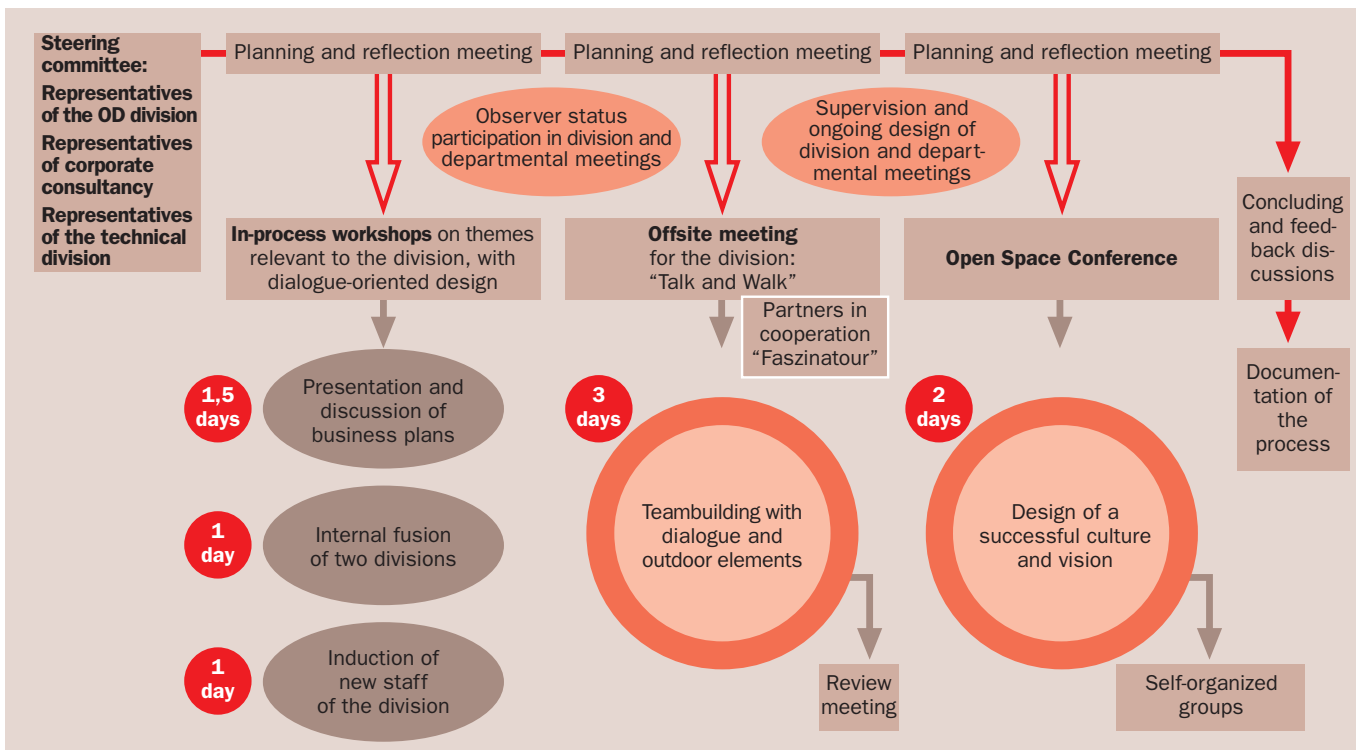 Steering
committee:
Representatives
of the OD division
Representatives
of corporate
consultancy
Representatives
of the technical
division
Planning and reflection meeting
Planning and reflection meeting
Planning and reflection meeting
Observer status
participation in division and
departmental meetings
Supervision and
ongoing design of
division and depart-
mental meetings
In-process workshops on themes
relevant to the division, with
dialogue-oriented design
Offsite meeting
for the division:
“Talk and Walk”
Partners in
cooperation
“Faszinatour”
Open Space Conference
Concluding
and feed-
back dis-
cussions
Documen-
tation of
the
process
1,5
days
Presentation and
discussion of
business plans
1
day
Internal fusion
of two divisions
1
day
Induction of
new staff
of the division
3
days
Teambuilding with
dialogue and
outdoor elements
Review
meeting
2
days
Design of a
successful culture
and vision
Self-organized
groups